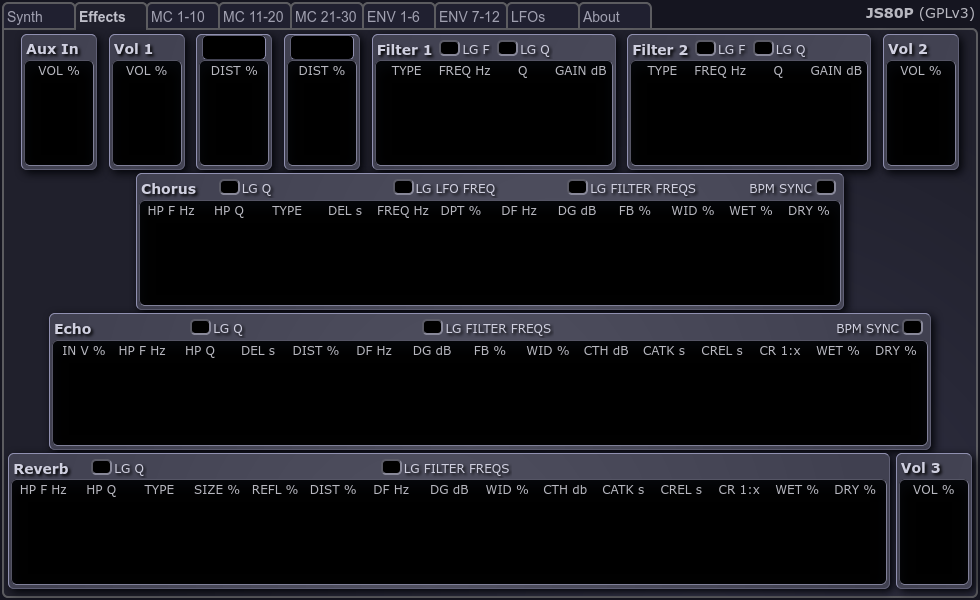 Synth Effects MC 1-10 MC 11-20 MC 21-30 ENV 1-6 ENV 7-12 LFOs About JS80P (GPLv3)
Aux In Vol 1 Filter 1 LG F LG Q Filter 2 LG F LG Q Vol 2
VOL % VOL % DIST % DIST % TYPE FREQ Hz Q GAIN dB TYPE FREQ Hz Q GAIN dB VOL %
Chorus LG Q LG LFO FREQ LG FILTER FREQS BPM SYNC
HP F Hz HP Q TYPE DEL s FREQ Hz DPT % DF Hz DG dB FB % WID % WET % DRY %
Echo LG Q LG FILTER FREQS BPM SYNC
IN V % HP F Hz HP Q DEL s DIST % DF Hz DG dB FB % WID % CTH dB CATK s CREL s CR 1:x WET % DRY %
Reverb LG Q LG FILTER FREQS Vol 3
HP F Hz HP Q TYPE SIZE % REFL % DIST % DF Hz DG dB WID % CTH db CATK s CREL s CR 1:x WET % DRY % VOL %